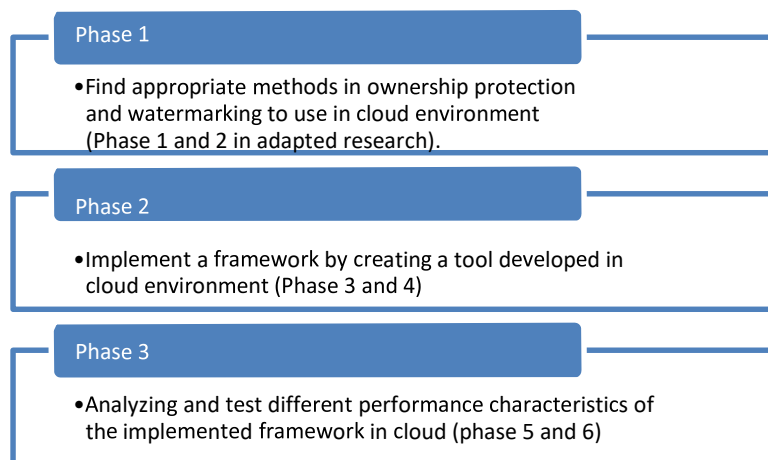 Phase 1
•Find appropriate methods in ownership protection
and watermarking to use in cloud environment
(Phase 1 and 2 in adapted research).
Phase 2
•Implement a framework by creating a tool developed in
cloud environment (Phase 3 and 4)
Phase 3
•Analyzing and test different performance characteristics of
the implemented framework in cloud (phase 5 and 6)